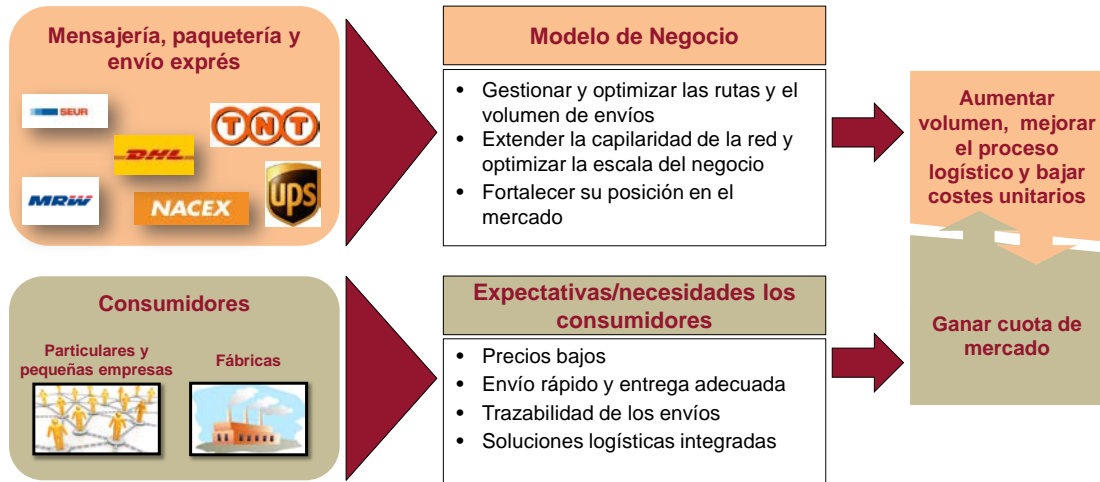 Mensajería, paquetería y
envío exprés
SEUR
TNT
DHL
MRW
NACEX
ups
Modelo de Negocio
• Gestionar y optimizar las rutas y el
volumen de envíos
• Extender la capilaridad de la red y
optimizar la escala del negocio
• Fortalecer su posición en el
mercado
Aumentar
volumen, mejorar
el proceso
logístico y bajar
costes unitarios
Consumidores
Particulares y
pequeñas empresas
Fábricas
Expectativas/necesidades los
consumidores
• Precios bajos
• Envío rápido y entrega adecuada
• Trazabilidad de los envíos
• Soluciones logísticas integradas
Ganar cuota de
mercado